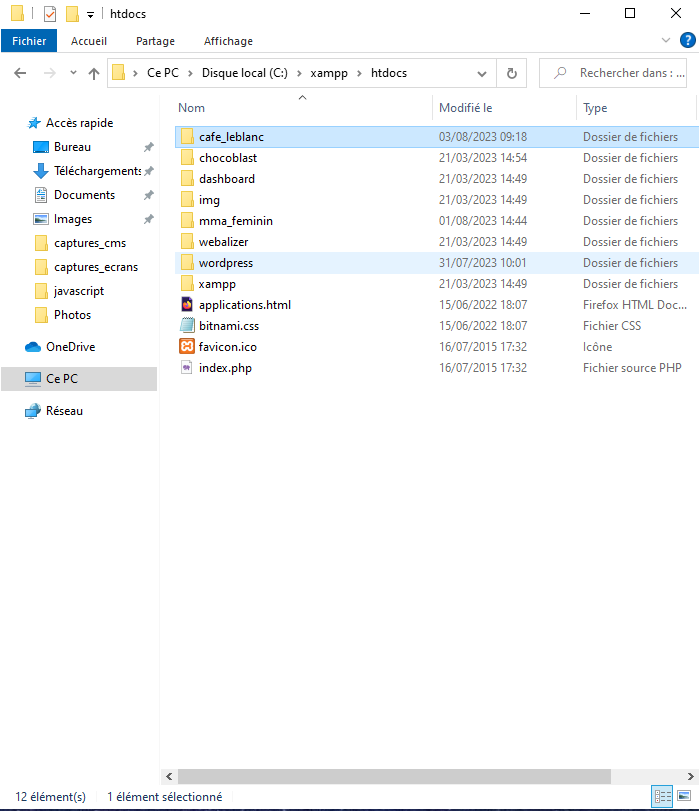 htdocs
Fichier Accueil Partage Affichage
Ce PC Disque local (C:) xampp htdocs Rechercher dans : ...
Nom Modifié le Type
Accès rapide
Bureau
Téléchargements
Documents
Images
captures_cms
captures_ecrans
javascript
Photos
OneDrive
Ce PC
Réseau
cafe_leblanc 03/08/2023 09:18 Dossier de fichiers
chocoblast 21/03/2023 14:54 Dossier de fichiers
dashboard 21/03/2023 14:49 Dossier de fichiers
img 21/03/2023 14:49 Dossier de fichiers
mma_feminin 01/08/2023 14:44 Dossier de fichiers
webalizer 21/03/2023 14:49 Dossier de fichiers
wordpress 31/07/2023 10:01 Dossier de fichiers
xampp 21/03/2023 14:49 Dossier de fichiers
applications.html 15/06/2022 18:07 Firefox HTML Doc...
bitnami.css 15/06/2022 18:07 Fichier CSS
favicon.ico 16/07/2015 17:32 Icône
index.php 16/07/2015 17:32 Fichier source PHP
12 élément(s) 1 élément sélectionné